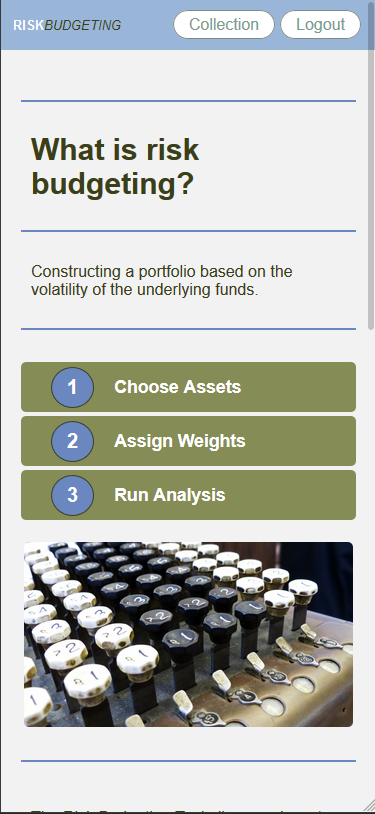 RISKBUDGETING
Collection
Logout
What is risk
budgeting?
Constructing a portfolio based on the
volatility of the underlying funds.
1 Choose Assets
2 Assign Weights
3 Run Analysis